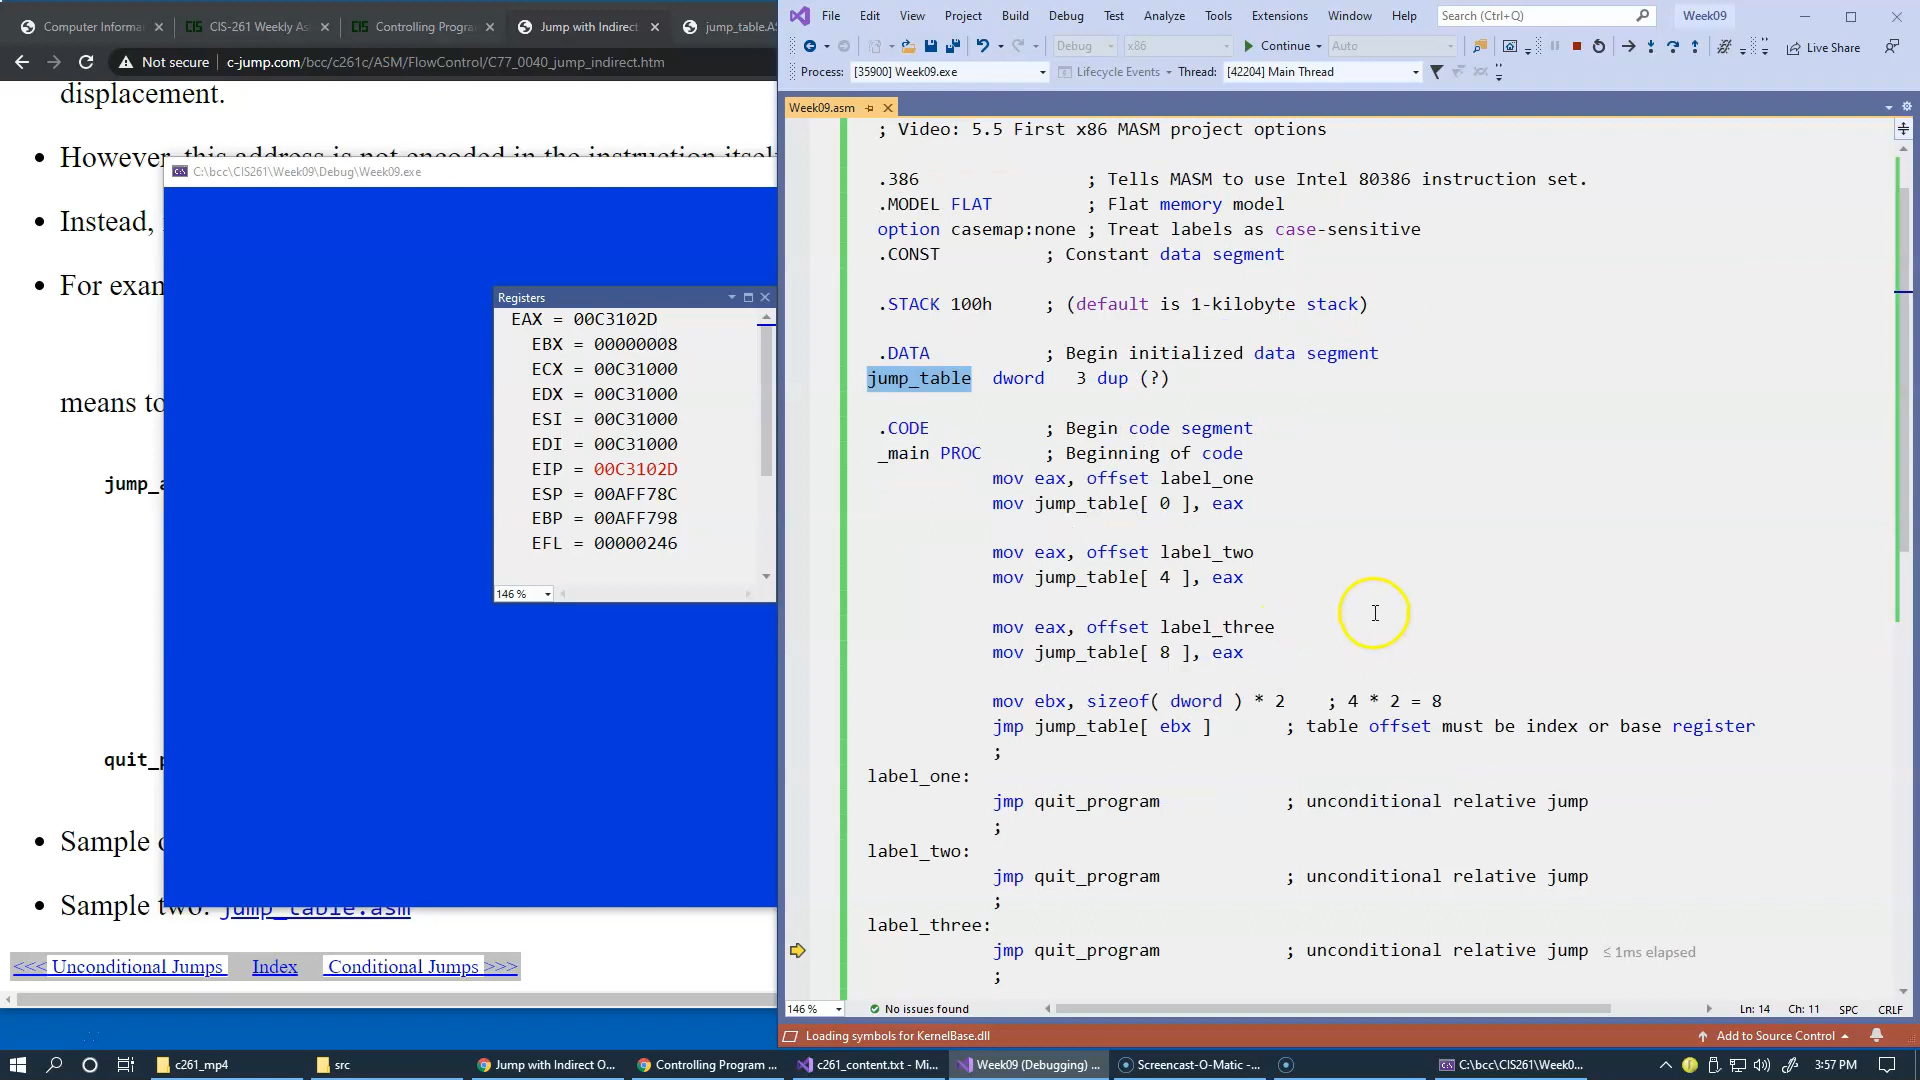 Computer Informa
CIS-261 Weekly As
Controlling Progra
Jump with Indirect
jump_table.A
Not secure
c-jump.com/bcc/c261c/ASM/FlowControl/C77_0040_jump_indirect.htm
displacement.
However, this address is not encoded in the instruction itself
Instead,
For exam
means to
jump_a
quit_p
Sample o
Sample two: jump_table.asm
<<< Unconditional Jumps
Index
Conditional Jumps >>>
C:\bcc\CIS261\Week09\Debug\Week09.exe
Registers
EAX = 00C3102D
EBX = 00000008
ECX = 00C31000
EDX = 00C31000
ESI = 00C31000
EDI = 00C31000
EIP = 00C3102D
ESP = 00AFF78C
EBP = 00AFF798
EFL = 00000246
146 %
File Edit View Project Build Debug Test Analyze Tools Extensions Window Help
Search (Ctrl+Q)
Week09
Debug
x86
Continue
Auto
Live Share
Process: [35900] Week09.exe
Lifecycle Events
Thread: [42204] Main Thread
Week09.asm
; Video: 5.5 First x86 MASM project options
.386 ; Tells MASM to use Intel 80386 instruction set.
.MODEL FLAT ; Flat memory model
option casemap:none ; Treat labels as case-sensitive
.CONST ; Constant data segment
.STACK 100h ; (default is 1-kilobyte stack)
.DATA ; Begin initialized data segment
jump_table dword 3 dup (?)
.CODE ; Begin code segment
_main PROC ; Beginning of code
mov eax, offset label_one
mov jump_table[ 0 ], eax
mov eax, offset label_two
mov jump_table[ 4 ], eax
mov eax, offset label_three
mov jump_table[ 8 ], eax
mov ebx, sizeof( dword ) * 2 ; 4 * 2 = 8
jmp jump_table[ ebx ] ; table offset must be index or base register
;
label_one:
jmp quit_program ; unconditional relative jump
;
label_two:
jmp quit_program ; unconditional relative jump
;
label_three:
jmp quit_program ; unconditional relative jump ≤ 1ms elapsed
;
146 %
No issues found
Ln: 14 Ch: 11 SPC CRLF
Loading symbols for KernelBase.dll
Add to Source Control
c261_mp4
src
Jump with Indirect O...
Controlling Program ...
c261_content.txt - Mi...
Week09 (Debugging) ...
Screencast-O-Matic -...
C:\bcc\CIS261\Week0...
3:57 PM